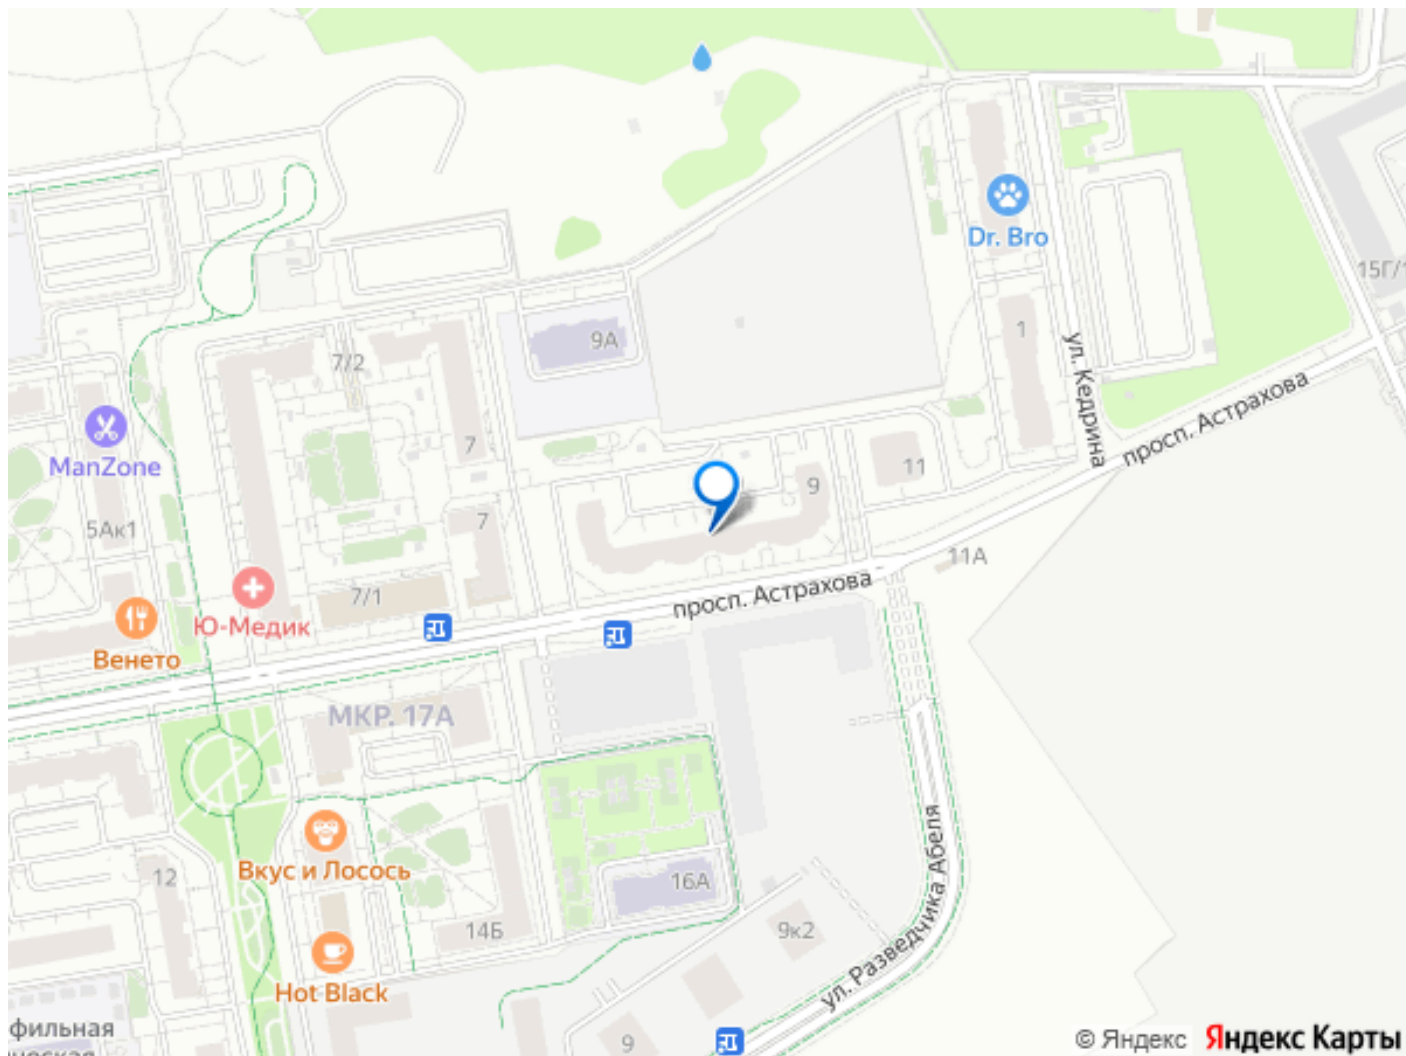 Dr. Bro
15Г/1
9А
1
7/2
ул. Кедрина
просп. Астрахова
ManZone
7
11
9
5Ак1
7
11А
7/1
просп. Астрахова
Ю-Медик
Венето
МКР. 17А
Вкус и Лосось
12
16А
ул. Разведчика Абеля
14Б
9к2
Hot Black
фильная
9
© Яндекс Яндекс Карты